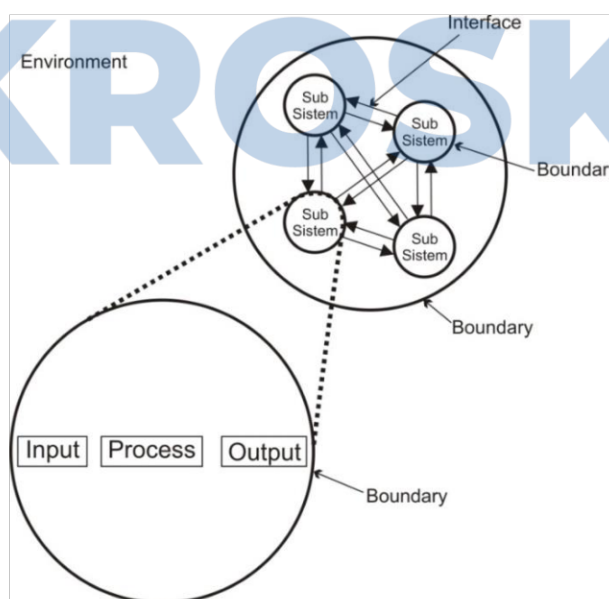 KROSK
Interface
Environment
Sub
Sistem
Sub
Sistem
Boundar
Sub
Sistem
Sub
Sistem
Boundary
Input
Process
Output
Boundary